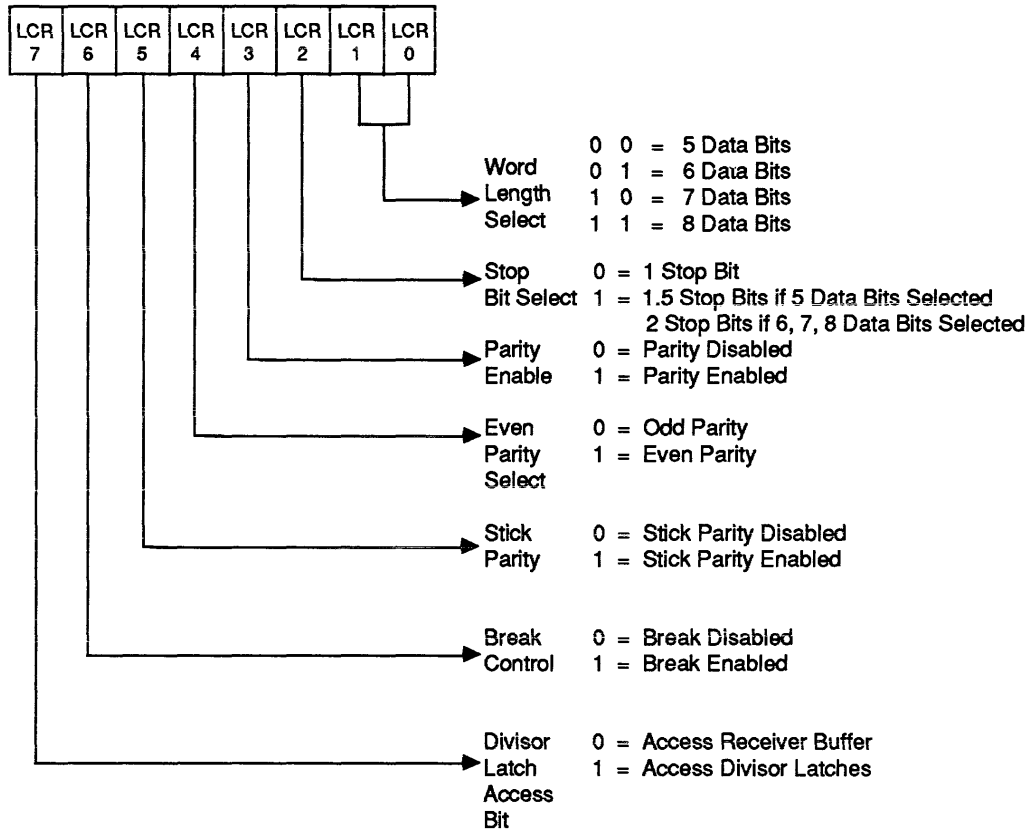 LCR LCR LCR LCR LCR LCR LCR LCR
7 6 5 4 3 2 1 0
0 0 = 5 Data Bits
Word 0 1 = 6 Data Bits
Length 1 0 = 7 Data Bits
Select 1 1 = 8 Data Bits
Stop 0 = 1 Stop Bit
Bit Select 1 = 1.5 Stop Bits if 5 Data Bits Selected
2 Stop Bits if 6, 7, 8 Data Bits Selected
Parity 0 = Parity Disabled
Enable 1 = Parity Enabled
Even 0 = Odd Parity
Parity 1 = Even Parity
Select
Stick 0 = Stick Parity Disabled
Parity 1 = Stick Parity Enabled
Break 0 = Break Disabled
Control 1 = Break Enabled
Divisor 0 = Access Receiver Buffer
Latch 1 = Access Divisor Latches
Access
Bit